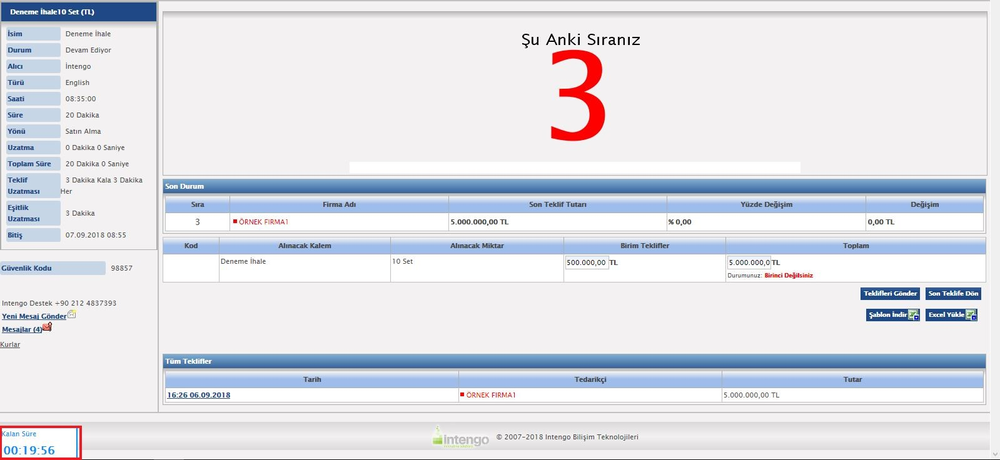 Deneme İhale10 Set (TL)
İsim Deneme İhale
Durum Devam Ediyor
Alıcı İntengo
Türü English
Saati 08:35:00
Süre 20 Dakika
Yönü Satın Alma
Uzatma 0 Dakika 0 Saniye
Toplam Süre 20 Dakika 0 Saniye
Teklif Uzatması 3 Dakika Kala 3 Dakika Her
Eşitlik Uzatması 3 Dakika
Bitiş 07.09.2018 08:55
Güvenlik Kodu 98857
Intengo Destek +90 212 4837393
Yeni Mesaj Gönder
Mesajlar (4)
Kurlar
Şu Anki Sıranız
3
Son Durum
Sıra Firma Adı Son Teklif Tutarı Yüzde Değişim Değişim
3 ÖRNEK FIRMA1 5.000.000,00 TL % 0,00 0,00 TL
Kod Alınacak Kalem Alınacak Miktar Birim Teklifler Toplam
Deneme İhale 10 Set 500.000,00 TL 5.000.000,0 TL
Durumunuz: Birinci Değilsiniz
Teklifleri Gönder Son Teklife Dön
Şablon İndir Excel Yükle
Tüm Teklifler
Tarih Tedarikçi Tutar
16:26 06.09.2018 ÖRNEK FIRMA1 5.000.000,00 TL
Kalan Süre
00:19:56
intengo
© 2007-2018 Intengo Bilişim Teknolojileri